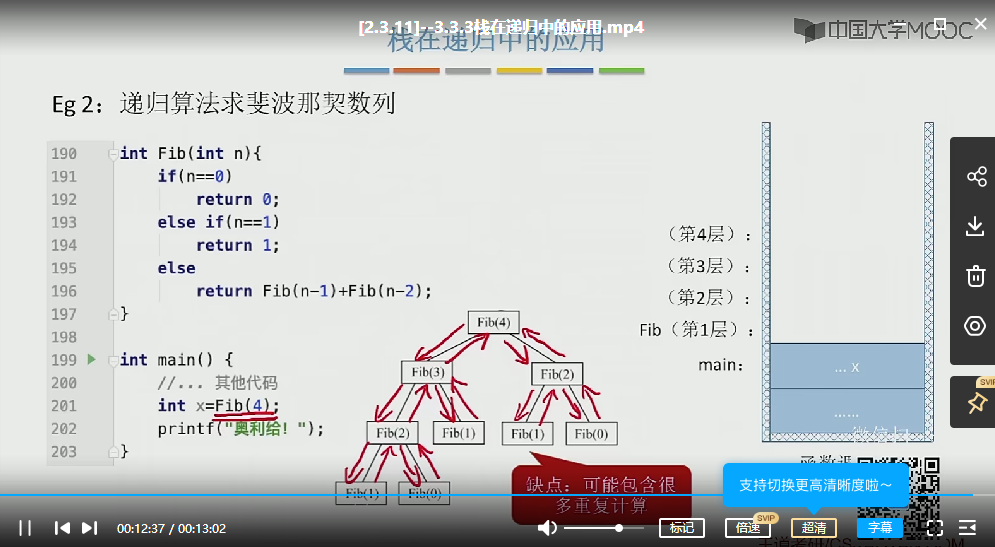 [2.3.11]--3.3.3栈在递归中的应用.mp4
中国大学MOOC
栈在递归中的应用
Eg 2：递归算法求斐波那契数列
190 int Fib(int n){
191 if(n==0)
192 return 0;
193 else if(n==1)
194 return 1;
195 else
196 return Fib(n-1)+Fib(n-2);
197 }
198
199 int main() {
200 //... 其他代码
201 int x=Fib(4);
202 printf("奥利给! ");
203 }
Fib(4)
Fib(3) Fib(2)
Fib(2) Fib(1) Fib(1) Fib(0)
Fib(1) Fib(0)
（第4层）：
（第3层）：
（第2层）：
Fib（第1层）：
main：
... x
......
缺点：可能包含很
多重复计算
SVIP
支持切换更高清晰度啦～
00:12:37 / 00:13:02
标记
倍速
SVIP
超清
字幕